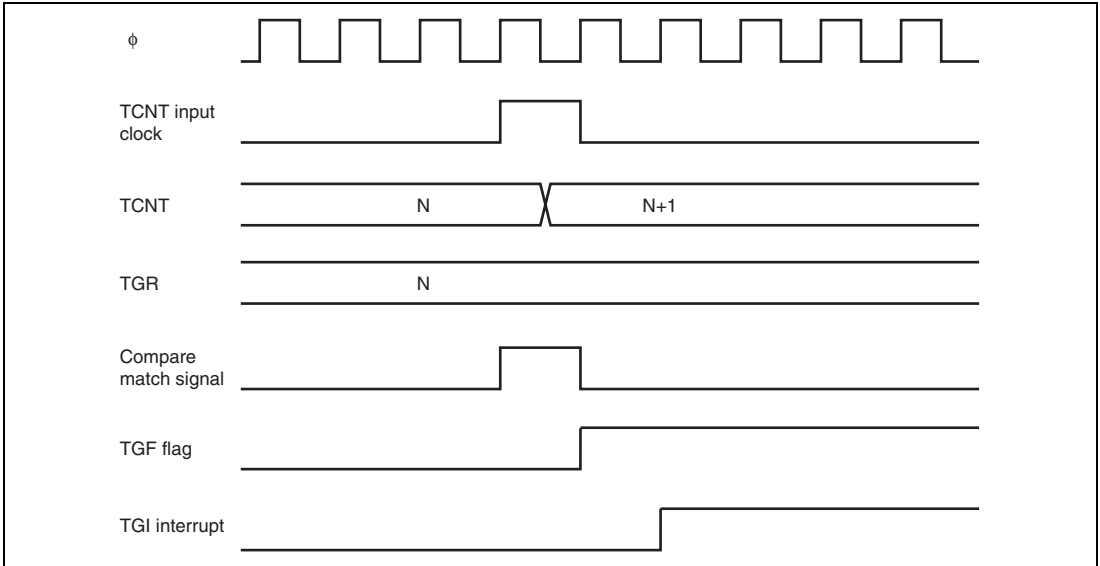 ϕ
TCNT input
clock
TCNT
N
N+1
TGR
N
Compare
match signal
TGF flag
TGI interrupt